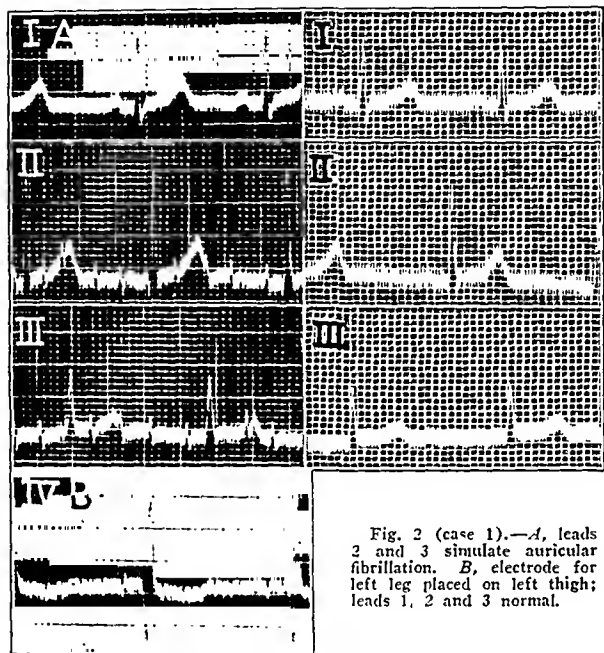 I A
I
II
II
III
III
IV B
Fig. 2 (case 1).—A, leads
2 and 3 simulate auricular
fibrillation. B, electrode for
left leg placed on left thigh;
leads 1, 2 and 3 normal.